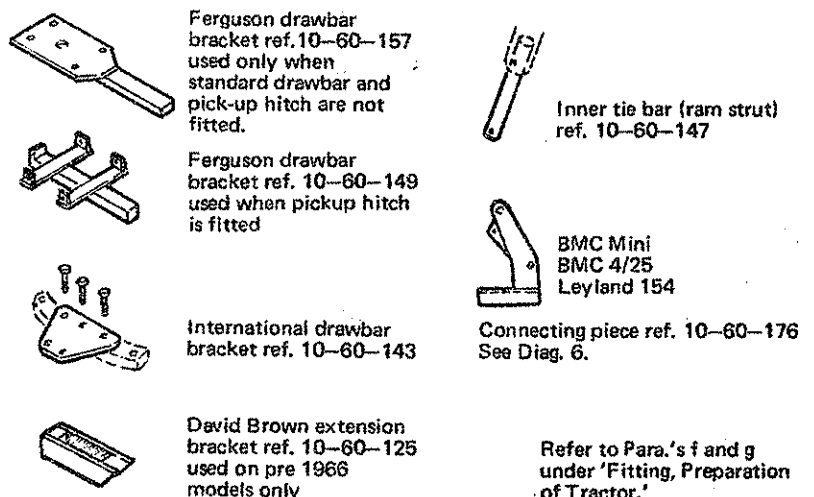 Ferguson drawbar
bracket ref.10–60–157
used only when
standard drawbar and
pick-up hitch are not
fitted.
Ferguson drawbar
bracket ref. 10–60–149
used when pickup hitch
is fitted
International drawbar
bracket ref. 10–60–143
David Brown extension
bracket ref. 10–60–125
used on pre 1966
models only
Inner tie bar (ram strut)
ref. 10–60–147
BMC Mini
BMC 4/25
Leyland 154
Connecting piece ref. 10–60–176
See Diag. 6.
Refer to Para.'s f and g
under 'Fitting, Preparation
of Tractor.'